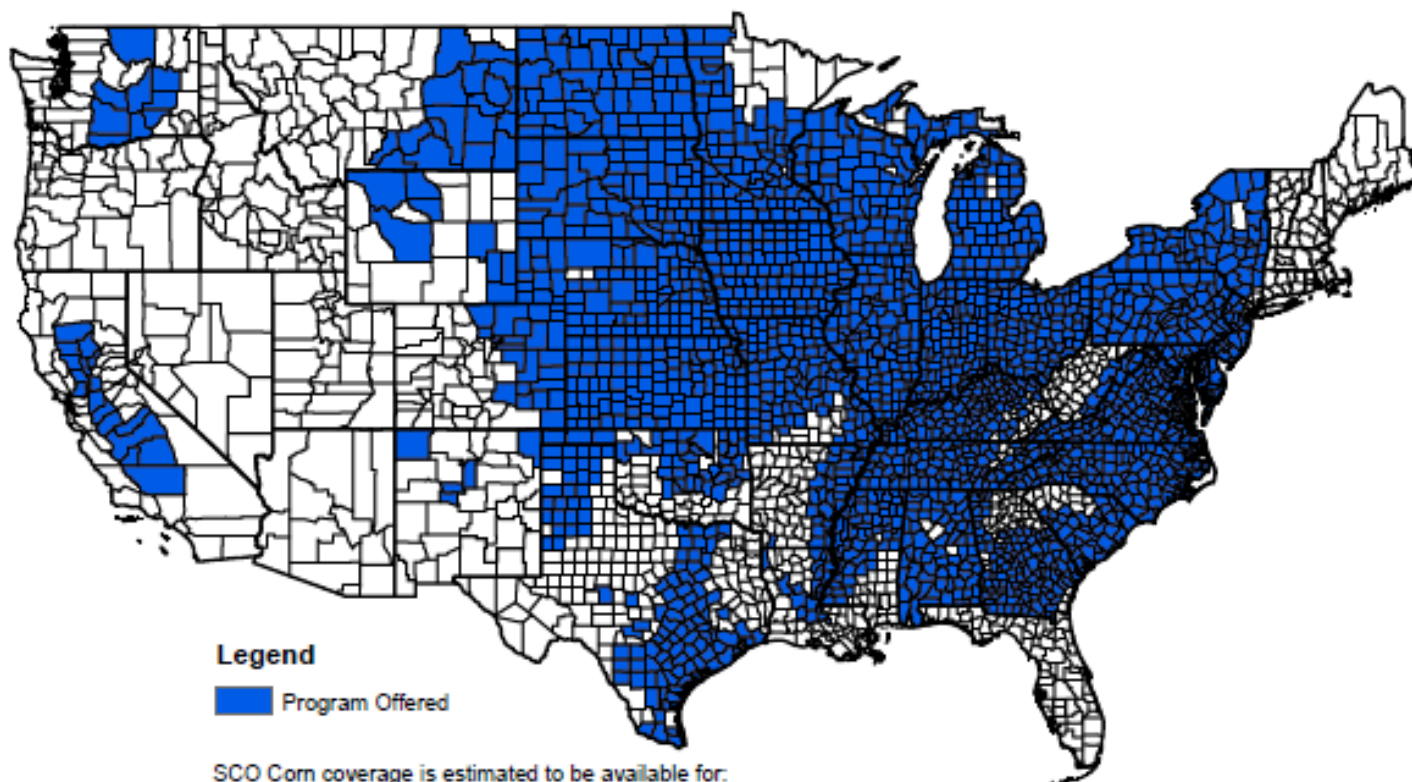 Legend
Program Offered
SCO Corn coverage is estimated to be available for: